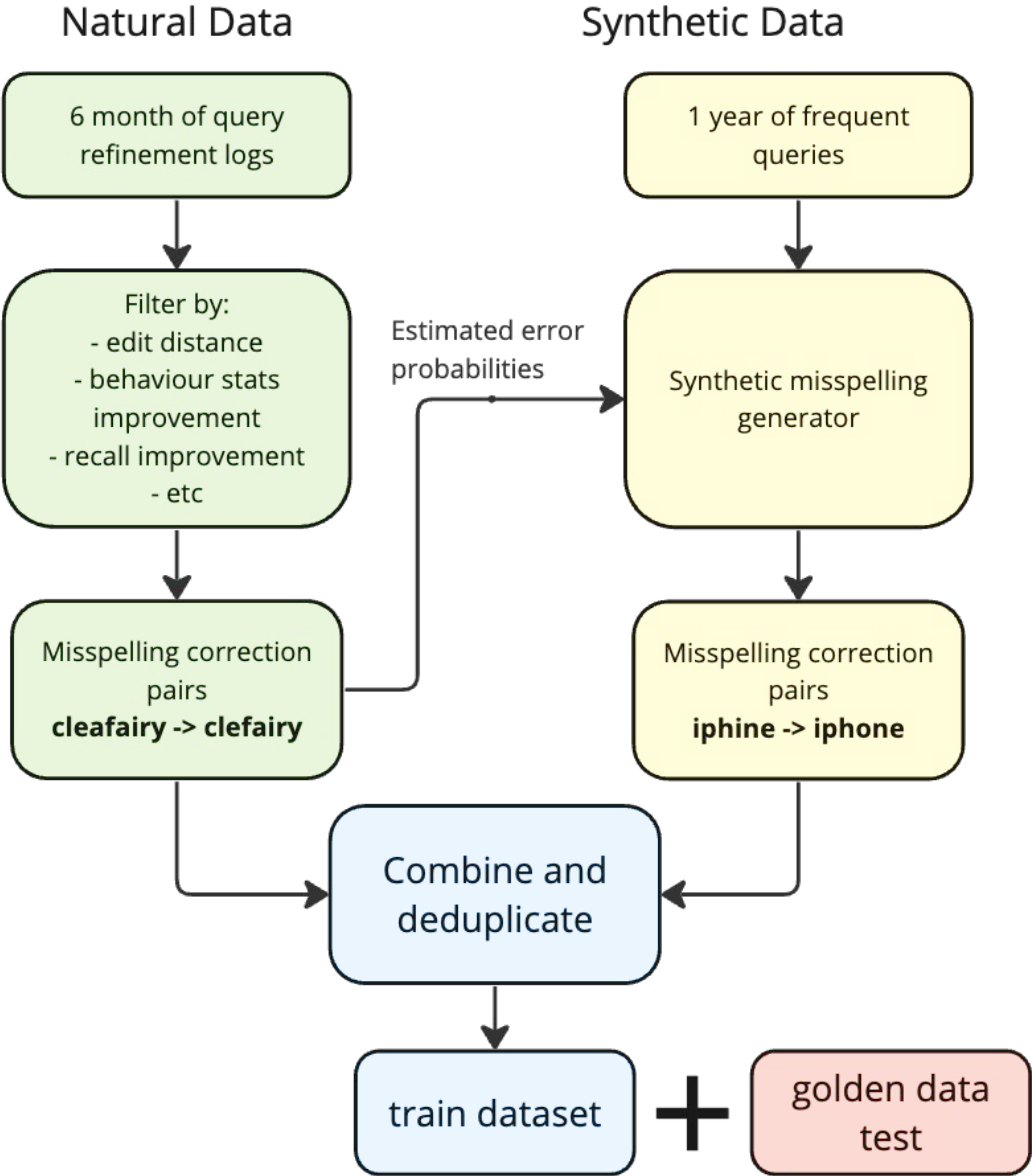 Natural Data
Synthetic Data
6 month of query
refinement logs
1 year of frequent
queries
Filter by:
- edit distance
- behaviour stats
improvement
- recall improvement
- etc
Estimated error
probabilities
Synthetic misspelling
generator
Misspelling correction
pairs
cleafairy -> clefairy
Misspelling correction
pairs
iphine -> iphone
Combine and
deduplicate
train dataset
+
golden data
test